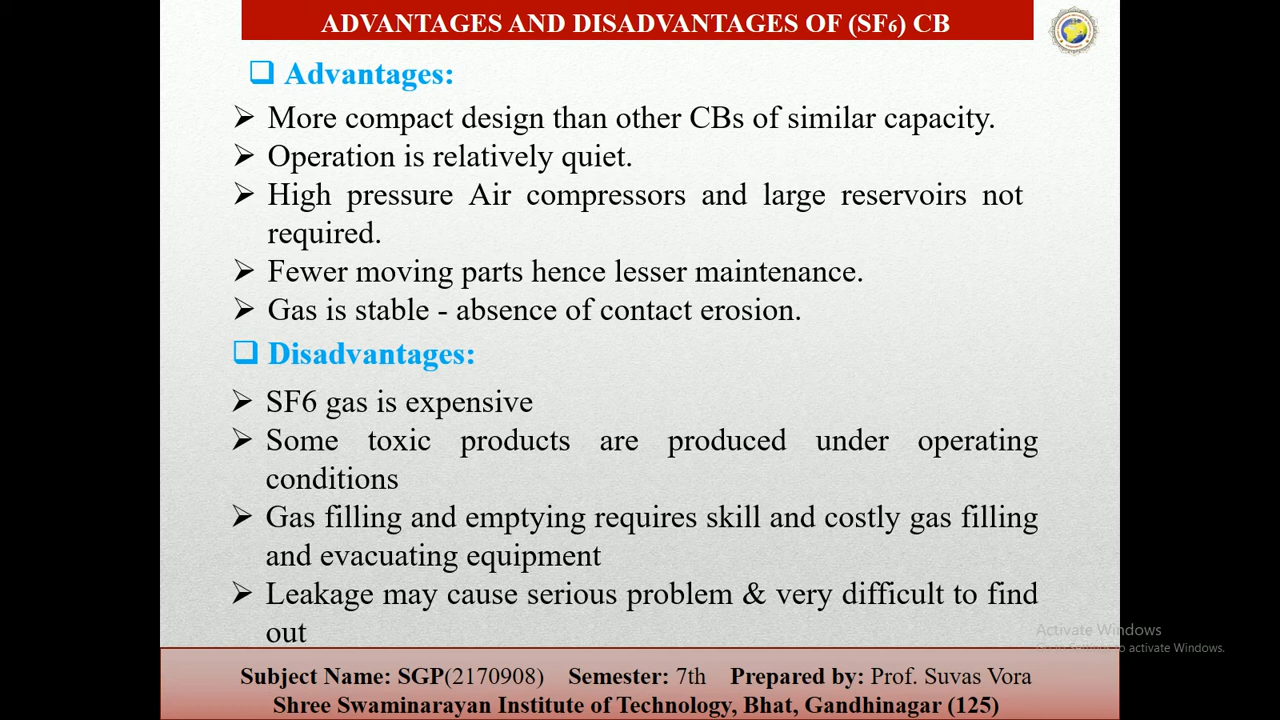 ADVANTAGES AND DISADVANTAGES OF (SF₆) CB
❑ Advantages:
➢ More compact design than other CBs of similar capacity.
➢ Operation is relatively quiet.
➢ High pressure Air compressors and large reservoirs not
required.
➢ Fewer moving parts hence lesser maintenance.
➢ Gas is stable - absence of contact erosion.
❑ Disadvantages:
➢ SF6 gas is expensive
➢ Some toxic products are produced under operating
conditions
➢ Gas filling and emptying requires skill and costly gas filling
and evacuating equipment
➢ Leakage may cause serious problem & very difficult to find
out
Activate Windows
to activate Windows.
Subject Name: SGP(2170908) Semester: 7th Prepared by: Prof. Suvas Vora
Shree Swaminarayan Institute of Technology, Bhat, Gandhinagar (125)